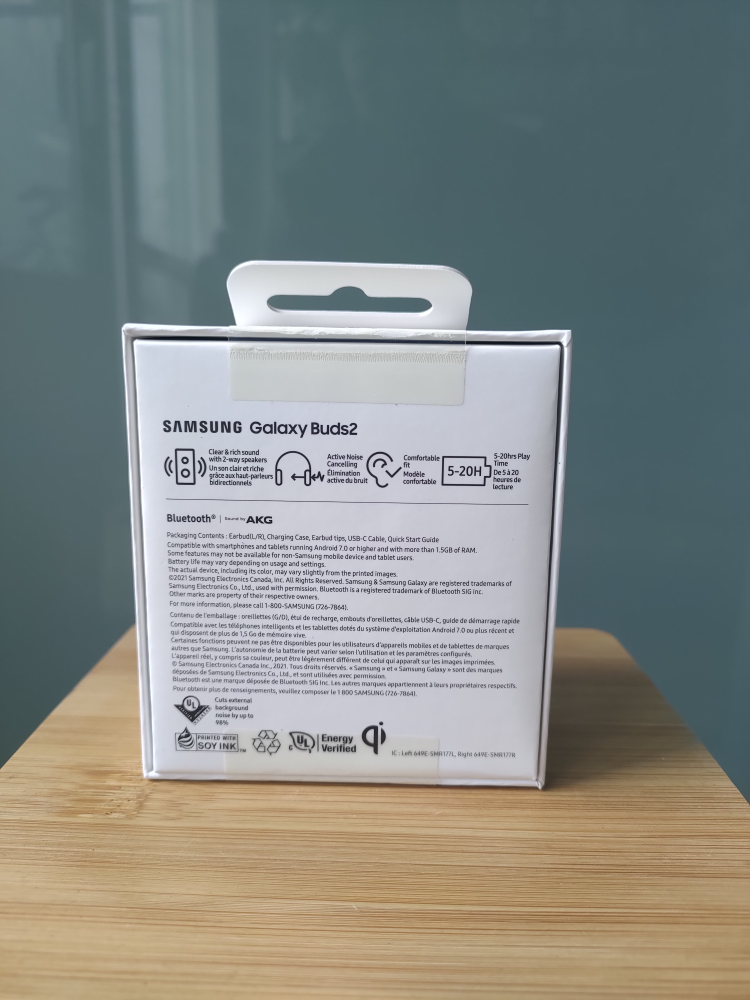 SAMSUNG Galaxy Buds2
Clear & rich sound
with 2-way speakers
Un son clair et riche
grâce aux haut-parleurs
bidirectionnels
Active Noise
Cancelling
Élimination
active du bruit
Comfortable
fit
Modèle
confortable
5-20H
5-20hrs Play
Time
De 5 à 20
heures de
lecture
Bluetooth® | Sound by AKG
Packaging Contents : Earbud(L/R), Charging Case, Earbud tips, USB-C Cable, Quick Start Guide
Compatible with smartphones and tablets running Android 7.0 or higher and with more than 1.5GB of RAM.
Some features may not be available for non-Samsung mobile device and tablet users.
Battery life may vary depending on usage and settings.
The actual device, including its color, may vary slightly from the printed images.
©2021 Samsung Electronics Canada, Inc. All Rights Reserved. Samsung & Samsung Galaxy are registered trademarks of
Samsung Electronics Co., Ltd., used with permission. Bluetooth is a registered trademark of Bluetooth SIG Inc.
Other marks are property of their respective owners.
For more information, please call 1-800-SAMSUNG (726-7864).
Contenu de l'emballage : oreillettes (G/D), étui de recharge, embouts d'oreillettes, câble USB-C, guide de démarrage rapide
Compatible avec les téléphones intelligents et les tablettes dotés du système d'exploitation Android 7.0 ou plus récent et
qui disposent de plus de 1,5 Go de mémoire vive.
Certaines fonctions peuvent ne pas être disponibles pour les utilisateurs d'appareils mobiles et de tablettes de marques
autres que Samsung. L'autonomie de la batterie peut varier selon l'utilisation et les paramètres configurés.
L'appareil réel, y compris sa couleur, peut être légèrement différent de celui qui apparaît sur les images imprimées.
© Samsung Electronics Canada Inc., 2021. Tous droits réservés. « Samsung » et « Samsung Galaxy » sont des marques
déposées de Samsung Electronics Co., Ltd., et sont utilisées avec permission.
Bluetooth est une marque déposée de Bluetooth SIG Inc. Les autres marques appartiennent à leurs propriétaires respectifs.
Pour obtenir plus de renseignements, veuillez composer le 1 800 SAMSUNG (726-7864).
UL
Cuts external
background
noise by up to
98%
PRINTED WITH
SOY INK™
c UL | Energy
Verified
qi
IC : Left 649E-SMR177L, Right 649E-SMR177R